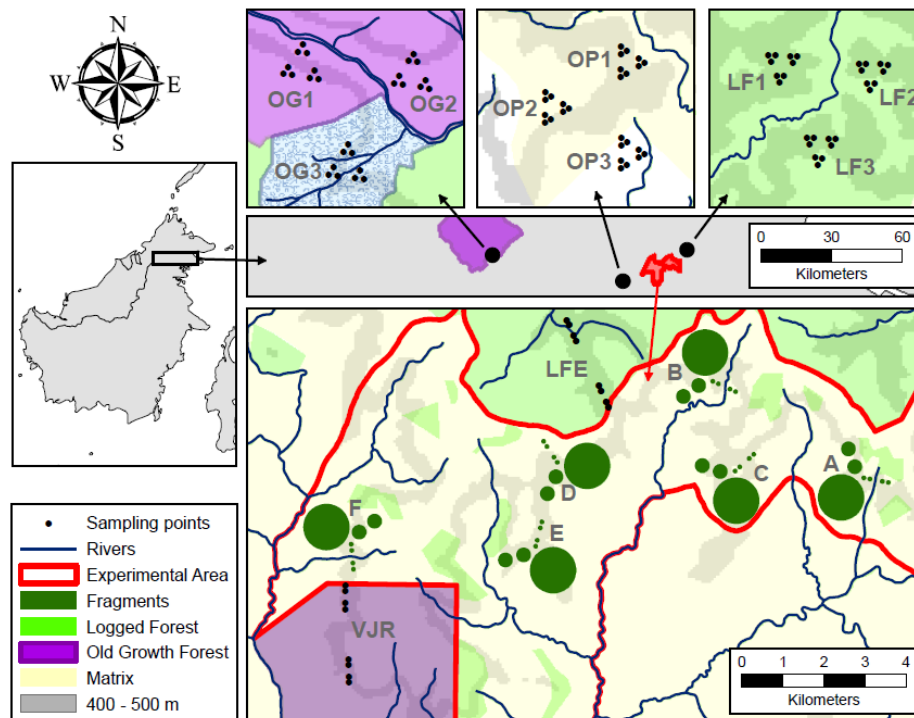 N
W E
S
OG1
OG2
OG3
OP1
OP2
OP3
LF1
LF2
LF3
0 30 60
Kilometers
LFE
B
A
C
D
E
F
VJR
Sampling points
Rivers
Experimental Area
Fragments
Logged Forest
Old Growth Forest
Matrix
400 - 500 m
0 1 2 3 4
Kilometers